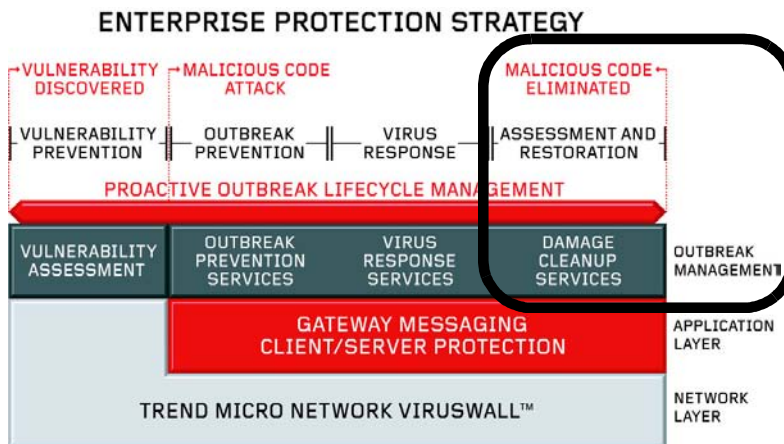 ENTERPRISE PROTECTION STRATEGY
VULNERABILITY
DISCOVERED
MALICIOUS CODE
ATTACK
MALICIOUS CODE
ELIMINATED
VULNERABILITY
PREVENTION
OUTBREAK
PREVENTION
VIRUS
RESPONSE
ASSESSMENT AND
RESTORATION
PROACTIVE OUTBREAK LIFECYCLE MANAGEMENT
VULNERABILITY
ASSESSMENT
OUTBREAK
PREVENTION
SERVICES
VIRUS
RESPONSE
SERVICES
DAMAGE
CLEANUP
SERVICES
OUTBREAK
MANAGEMENT
GATEWAY MESSAGING
CLIENT/SERVER PROTECTION
APPLICATION
LAYER
TREND MICRO NETWORK VIRUSWALL™
NETWORK
LAYER